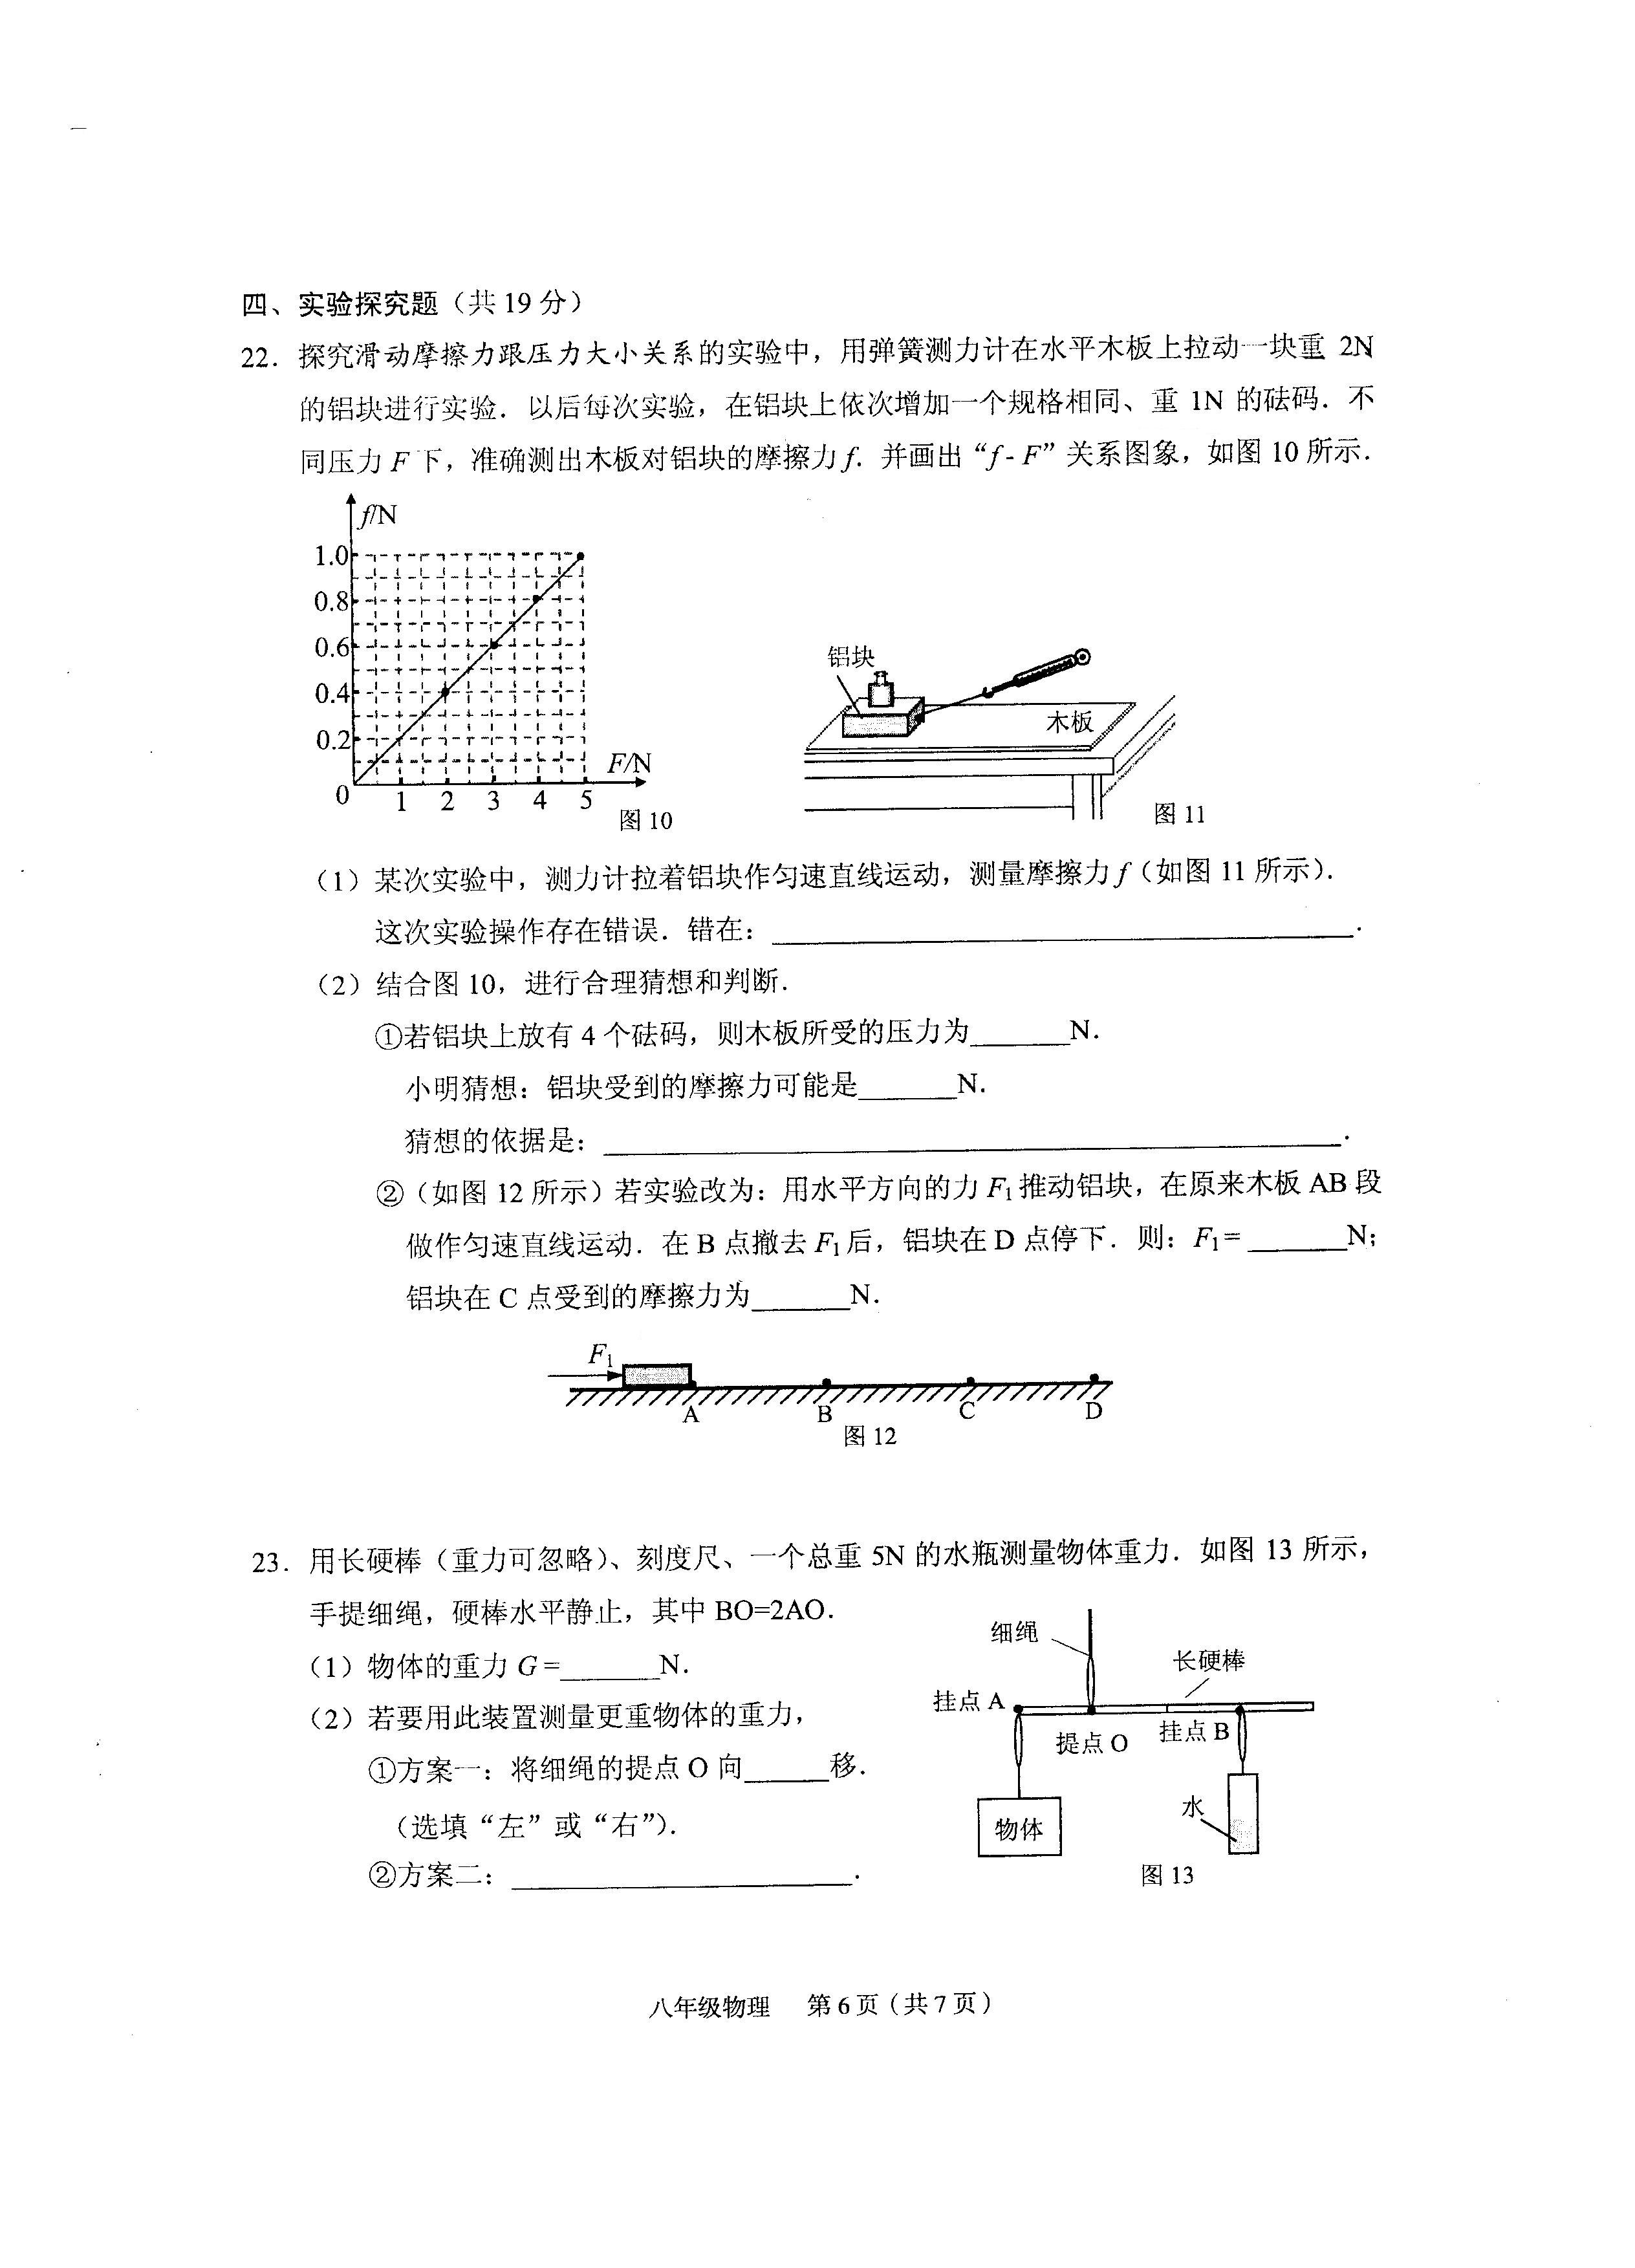 四、实验探究题（共 19 分）
22．探究滑动摩擦力跟压力大小关系的实验中，用弹簧测力计在水平木板上拉动一块重 2N
的铝块进行实验．以后每次实验，在铝块上依次增加一个规格相同、重 1N 的砝码．不
同压力 F 下，准确测出木板对铝块的摩擦力 f．并画出“f - F”关系图象，如图 10 所示．
f/N
1.0
0.8
0.6
0.4
0.2
0
1 2 3 4 5
F/N
图 10
铝块
木板
图 11
（1）某次实验中，测力计拉着铝块作匀速直线运动，测量摩擦力 f（如图 11 所示）．
这次实验操作存在错误．错在：____________．
（2）结合图 10，进行合理猜想和判断．
①若铝块上放有 4 个砝码，则木板所受的压力为______N．
小明猜想：铝块受到的摩擦力可能是______N．
猜想的依据是：____________．
②（如图 12 所示）若实验改为：用水平方向的力 F₁ 推动铝块，在原来木板 AB 段
做作匀速直线运动．在 B 点撤去 F₁ 后，铝块在 D 点停下．则：F₁= ______N；
铝块在 C 点受到的摩擦力为______N．
F₁
A B C D
图 12
23．用长硬棒（重力可忽略）、刻度尺、一个总重 5N 的水瓶测量物体重力．如图 13 所示，
手提细绳，硬棒水平静止，其中 BO=2AO．
（1）物体的重力 G =______N．
（2）若要用此装置测量更重物体的重力，
①方案一：将细绳的提点 O 向______移．
（选填“左”或“右”）．
②方案二：____________．
细绳
长硬棒
挂点 A
提点 O
挂点 B
水
物体
图 13
八年级物理 第 6 页（共 7 页）